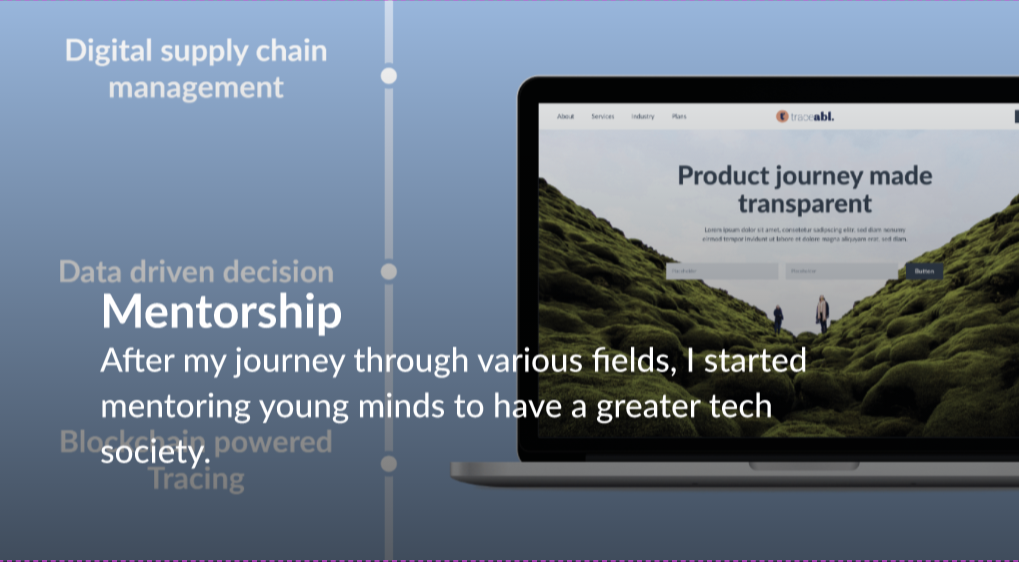 Digital supply chain
management
About Services Industry Plans
traceabl.
Product journey made
transparent
Lorem ipsum dolor sit amet, consetetur sadipscing elitr, sed diam nonumy
eirmod tempor invidunt ut labore et dolore magna aliquyam erat, sed diam.
Button
Data driven decision
Mentorship
After my journey through various fields, I started
mentoring young minds to have a greater tech
society.
Blockchain powered
Tracing